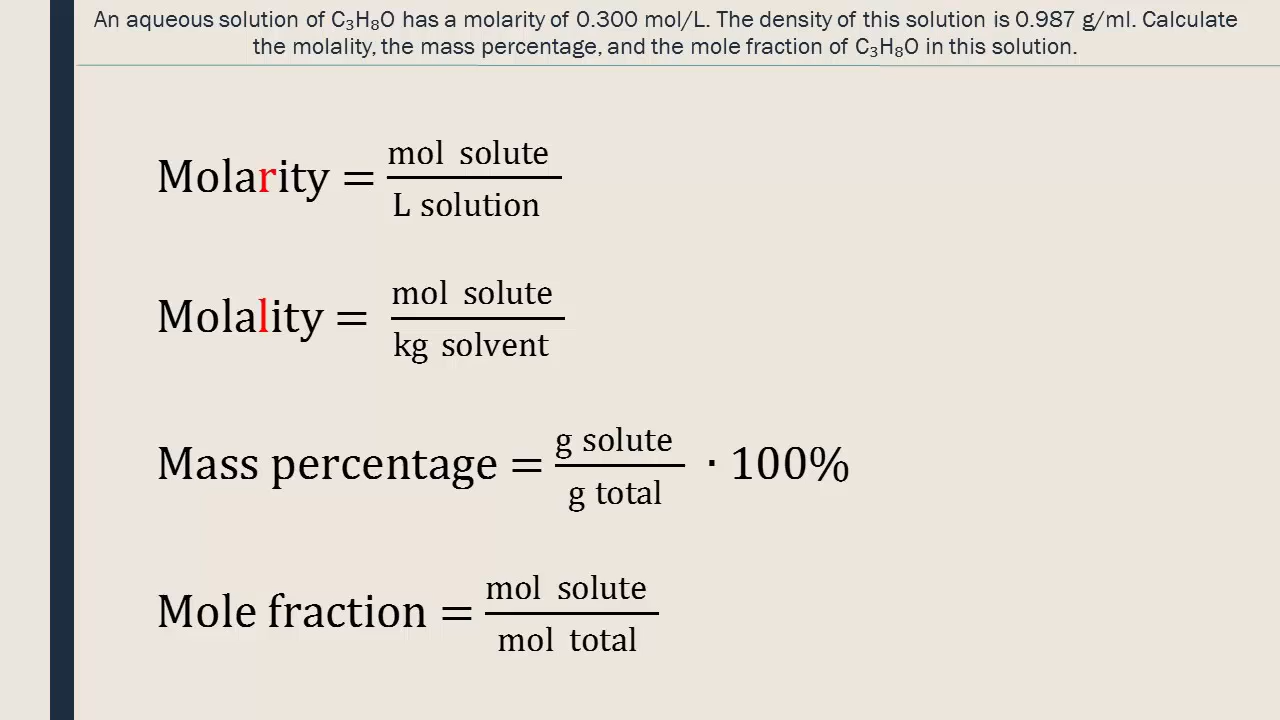 An aqueous solution of C₃H₈O has a molarity of 0.300 mol/L. The density of this solution is 0.987 g/ml. Calculate
the molality, the mass percentage, and the mole fraction of C₃H₈O in this solution.
Molarity = mol solute / L solution
Molality = mol solute / kg solvent
Mass percentage = g solute / g total · 100%
Mole fraction = mol solute / mol total